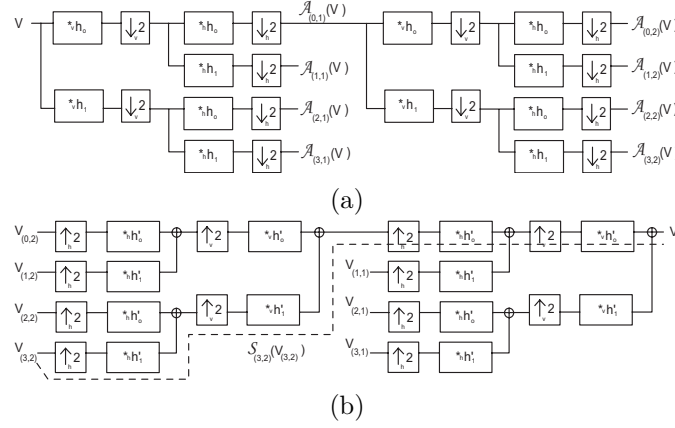 V *ᵥh₀ ↓ᵥ2 *ₕh₀ ↓ₕ2 𝒜₍₀,₁₎(V) *ᵥh₀ ↓ᵥ2 *ₕh₀ ↓ₕ2 𝒜₍₀,₂₎(V)
*ₕh₁ ↓ₕ2 𝒜₍₁,₁₎(V) *ₕh₁ ↓ₕ2 𝒜₍₁,₂₎(V)
*ᵥh₁ ↓ᵥ2 *ₕh₀ ↓ₕ2 𝒜₍₂,₁₎(V) *ᵥh₁ ↓ᵥ2 *ₕh₀ ↓ₕ2 𝒜₍₂,₂₎(V)
*ₕh₁ ↓ₕ2 𝒜₍₃,₁₎(V) *ₕh₁ ↓ₕ2 𝒜₍₃,₂₎(V)
(a)
V₍₀,₂₎ ↑ₕ2 *ₕh'₀ ↑ᵥ2 *ᵥh'₀ ↑ₕ2 *ₕh'₀ ↑ᵥ2 *ᵥh'₀ V
V₍₁,₂₎ ↑ₕ2 *ₕh'₁ V₍₁,₁₎ ↑ₕ2 *ₕh'₁
V₍₂,₂₎ ↑ₕ2 *ₕh'₀ ↑ᵥ2 *ᵥh'₁ V₍₂,₁₎ ↑ₕ2 *ₕh'₀ ↑ᵥ2 *ᵥh'₁
V₍₃,₂₎ ↑ₕ2 *ₕh'₁ 𝒮₍₃,₂₎(V₍₃,₂₎) V₍₃,₁₎ ↑ₕ2 *ₕh'₁
(b)